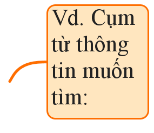 Vd. Cụm
từ thông
tin muốn
tìm: